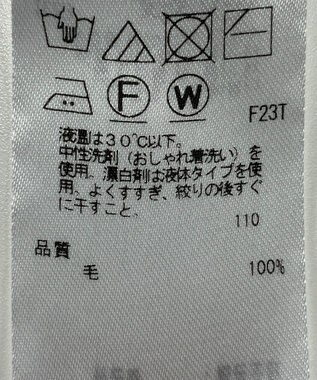 F W F23T
液温は30℃以下。
中性洗剤（おしゃれ着洗い）を
使用。漂白剤は液体タイプを使
用。よくすすぎ、絞りの後すぐ
に干すこと。
110
品質
毛 100%